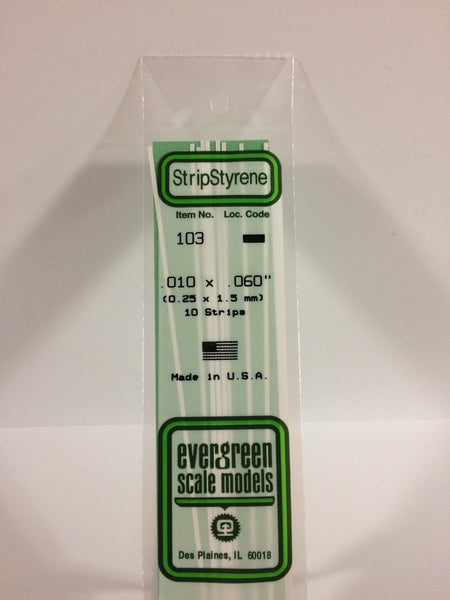 StripStyrene
Item No. Loc. Code
103
.010 x .060"
(0.25 x 1.5 mm)
10 Strips
Made in U.S.A.
evergreen
scale models
Des Plaines, IL 60018